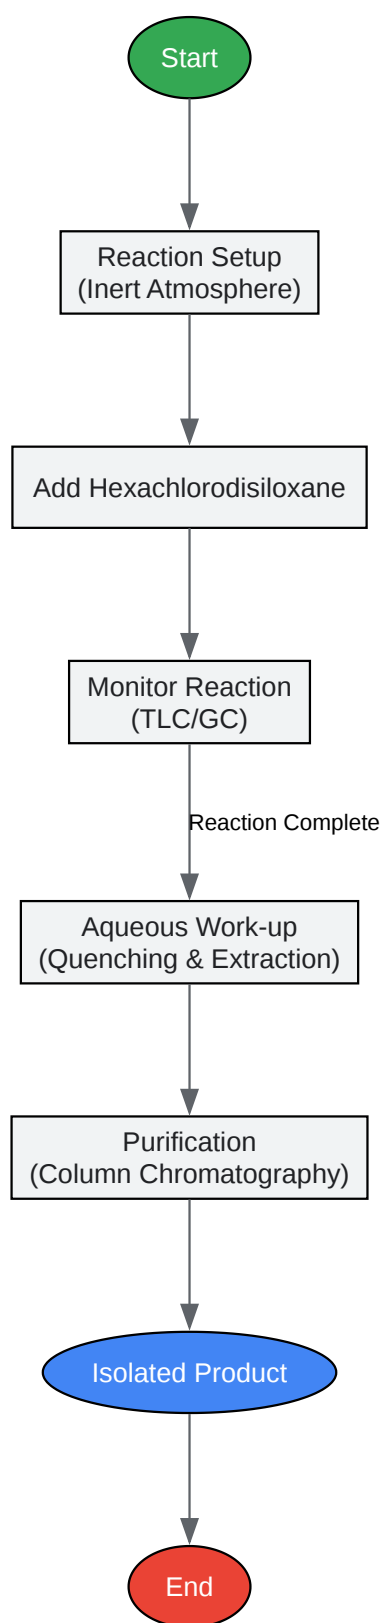 Start
Reaction Setup
(Inert Atmosphere)
Add Hexachlorodisiloxane
Monitor Reaction
(TLC/GC)
Reaction Complete
Aqueous Work-up
(Quenching & Extraction)
Purification
(Column Chromatography)
Isolated Product
End